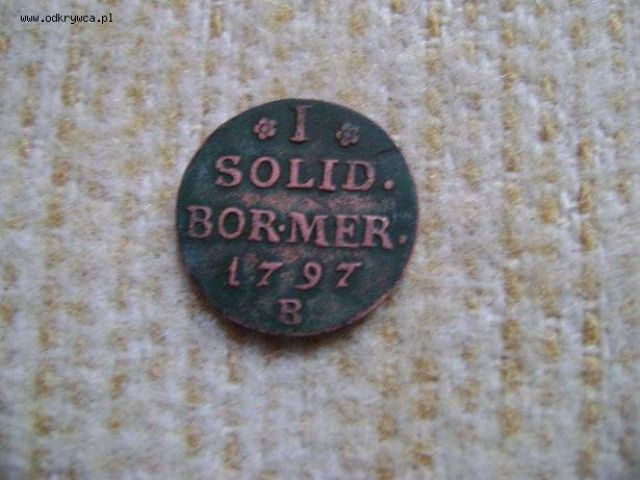 www.odkrywca.pl
I
SOLID.
BOR·MER.
1797
B